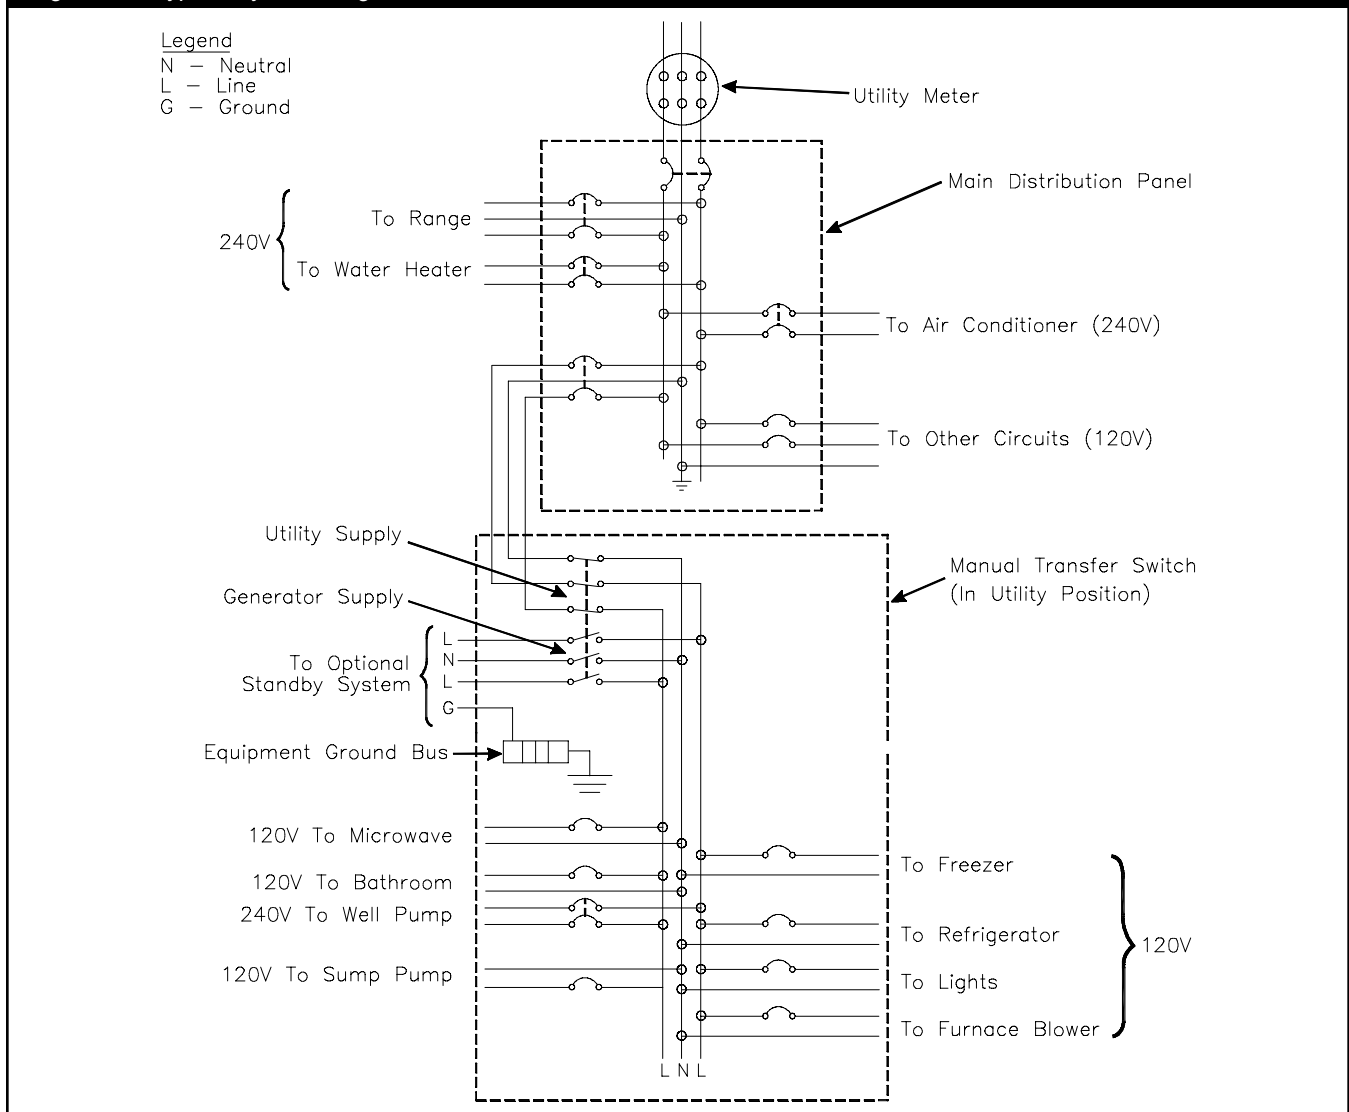 Legend
N – Neutral
L – Line
G – Ground
Utility Meter
Main Distribution Panel
To Range
240V
To Water Heater
To Air Conditioner (240V)
To Other Circuits (120V)
Utility Supply
Manual Transfer Switch
(In Utility Position)
Generator Supply
L
N
L
G
To Optional
Standby System
Equipment Ground Bus
120V To Microwave
120V To Bathroom
240V To Well Pump
120V To Sump Pump
To Freezer
To Refrigerator
To Lights
To Furnace Blower
120V
L N L